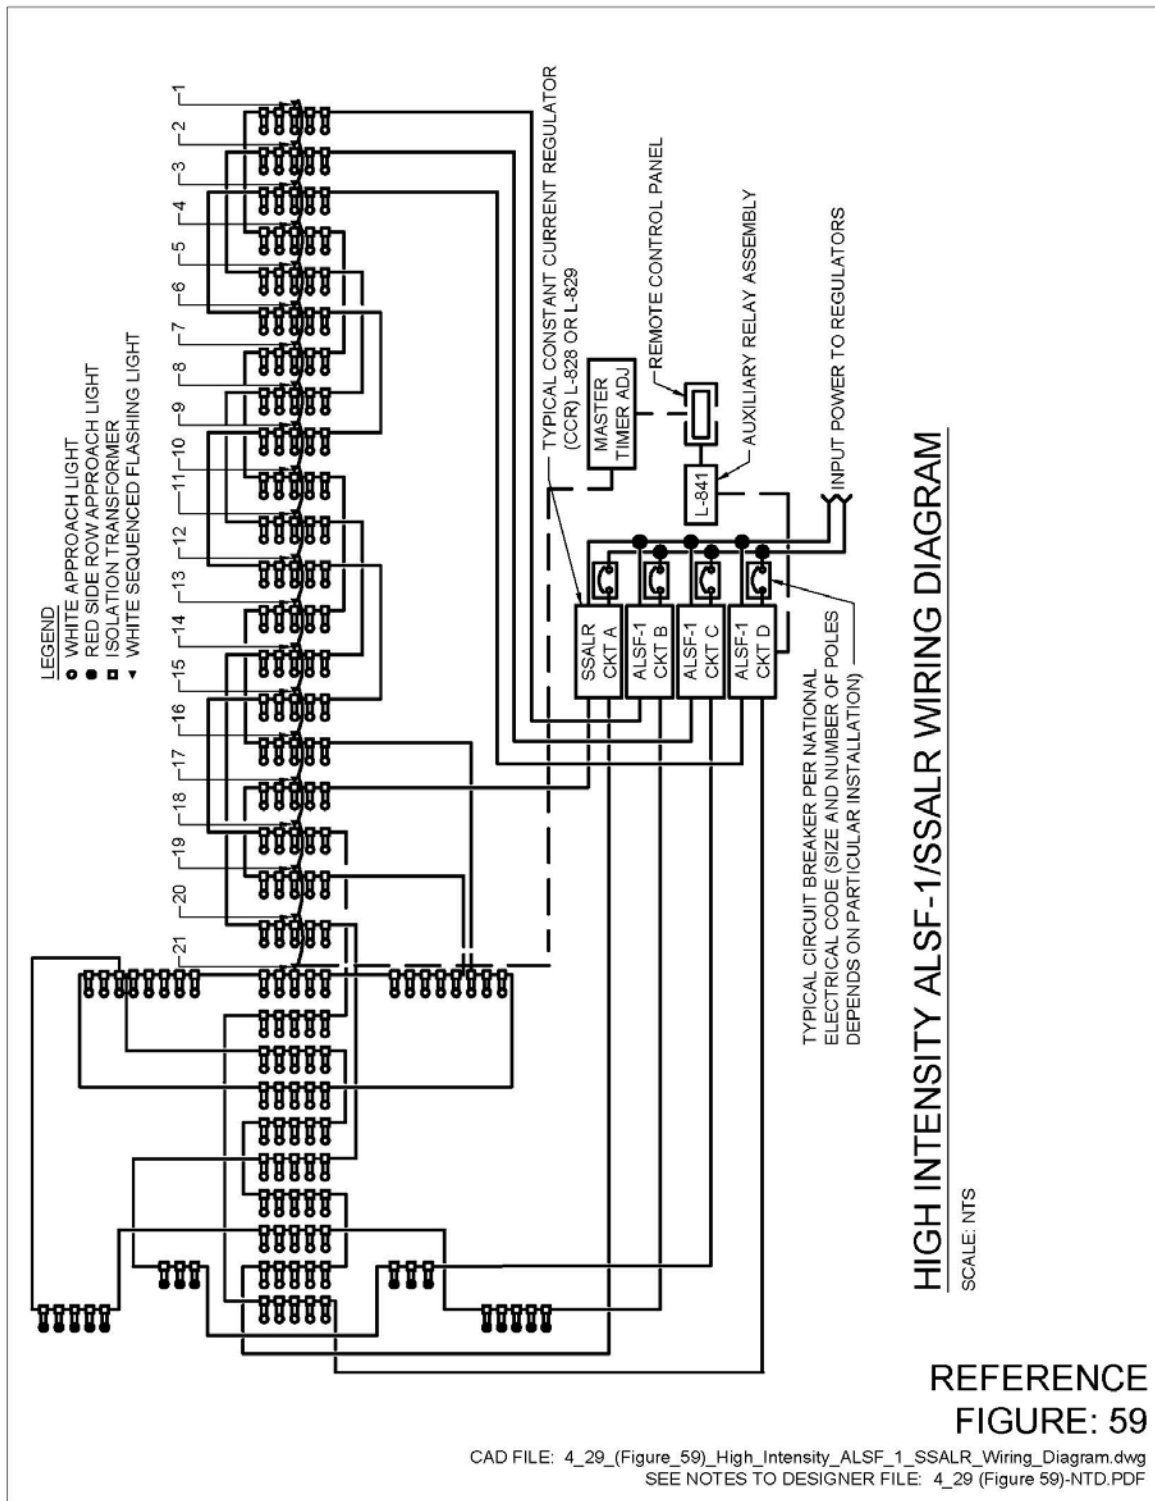 LEGEND
WHITE APPROACH LIGHT
RED SIDE ROW APPROACH LIGHT
ISOLATION TRANSFORMER
WHITE SEQUENCED FLASHING LIGHT
21
20
19
18
17
16
15
14
13
12
11
10
9
8
7
6
5
4
3
2
1
TYPICAL CONSTANT CURRENT REGULATOR
(CCR) L-828 OR L-829
MASTER
TIMER ADJ
REMOTE CONTROL PANEL
L-841
AUXILIARY RELAY ASSEMBLY
SSALR
CKT A
ALSF-1
CKT B
ALSF-1
CKT C
ALSF-1
CKT D
INPUT POWER TO REGULATORS
TYPICAL CIRCUIT BREAKER PER NATIONAL
ELECTRICAL CODE (SIZE AND NUMBER OF POLES
DEPENDS ON PARTICULAR INSTALLATION)
HIGH INTENSITY ALSF-1/SSALR WIRING DIAGRAM
SCALE: NTS
REFERENCE
FIGURE: 59
CAD FILE: 4_29_(Figure_59)_High_Intensity_ALSF_1_SSALR_Wiring_Diagram.dwg
SEE NOTES TO DESIGNER FILE: 4_29 (Figure 59)-NTD.PDF